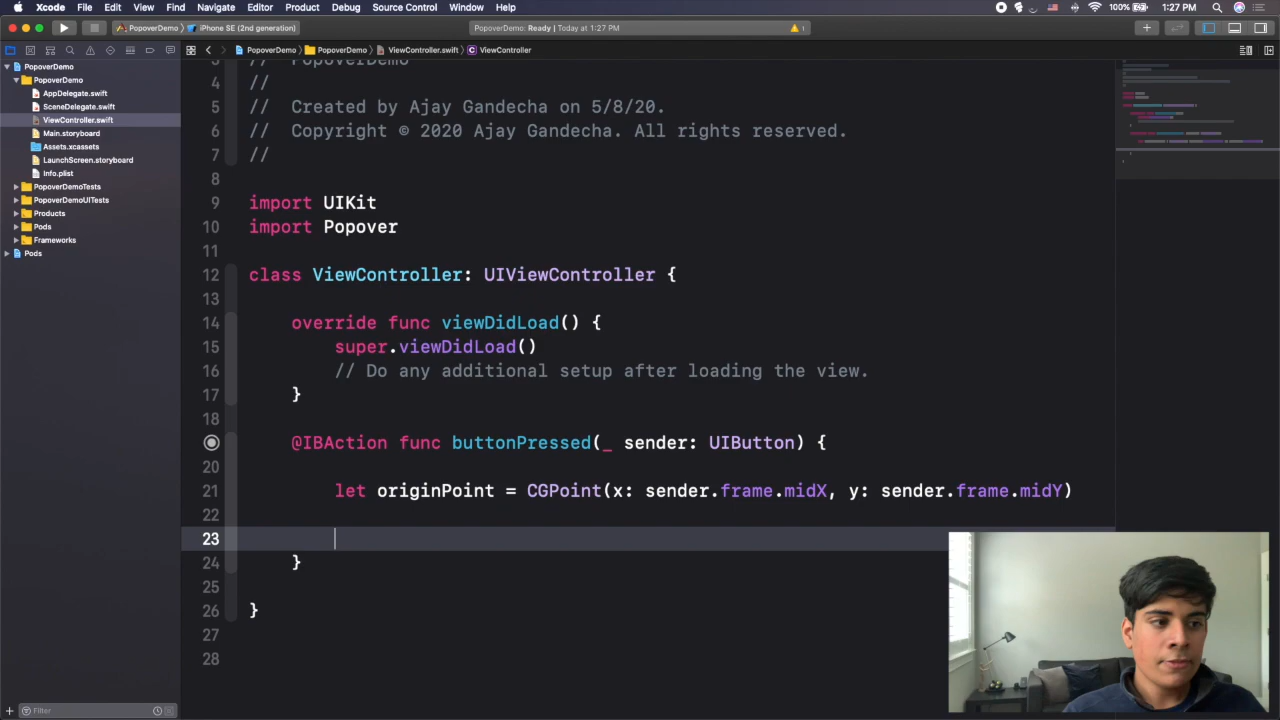 Xcode File Edit View Find Navigate Editor Product Debug Source Control Window Help 100% 1:27 PM
PopoverDemo iPhone SE (2nd generation) PopoverDemo: Ready | Today at 1:27 PM 1
PopoverDemo PopoverDemo ViewController.swift C ViewController
PopoverDemo
PopoverDemo
AppDelegate.swift
SceneDelegate.swift
ViewController.swift
Main.storyboard
Assets.xcassets
LaunchScreen.storyboard
Info.plist
PopoverDemoTests
PopoverDemoUITests
Products
Pods
Frameworks
Pods
Filter
3 // PopoverDemo
4 //
5 // Created by Ajay Gandecha on 5/8/20.
6 // Copyright © 2020 Ajay Gandecha. All rights reserved.
7 //
8
9 import UIKit
10 import Popover
11
12 class ViewController: UIViewController {
13
14 override func viewDidLoad() {
15 super.viewDidLoad()
16 // Do any additional setup after loading the view.
17 }
18
@IBAction func buttonPressed(_ sender: UIButton) {
20
21 let originPoint = CGPoint(x: sender.frame.midX, y: sender.frame.midY)
22
23
24 }
25
26 }
27
28